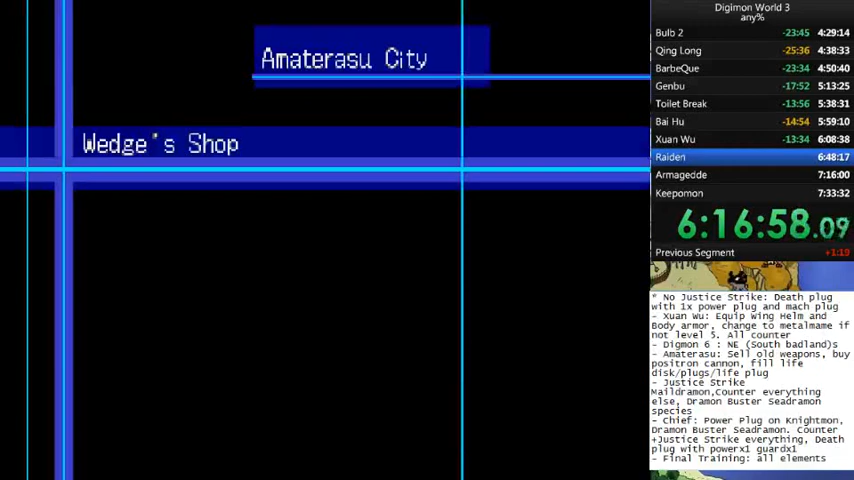 Amaterasu City
Wedge's Shop
Digimon World 3
any%
Bulb 2 -23:45 4:29:14
Qing Long -25:36 4:38:33
BarbeQue -23:34 4:50:40
Genbu -17:52 5:13:25
Toilet Break -13:56 5:38:31
Bai Hu -14:54 5:59:10
Xuan Wu -13:34 6:08:38
Raiden 6:48:17
Armagedde 7:16:00
Keepomon 7:33:32
6:16:58.09
Previous Segment +1:19
* No Justice Strike: Death plug
with 1x power plug and mach plug
- Xuan Wu: Equip Wing Helm and
Body armor, change to metalmame if
not level 5. All counter
- Digmon 6 : NE (South badland)s
- Amaterasu: Sell old weapons, buy
positron cannon, fill life
disk/plugs/life plug
- Justice Strike
Maildramon,Counter everything
else, Dramon Buster Seadramon
species
- Chief: Power Plug on Knightmon,
Dramon Buster Seadramon. Counter
+Justice Strike everything, Death
plug with powerx1 guardx1
- Final Training: all elements